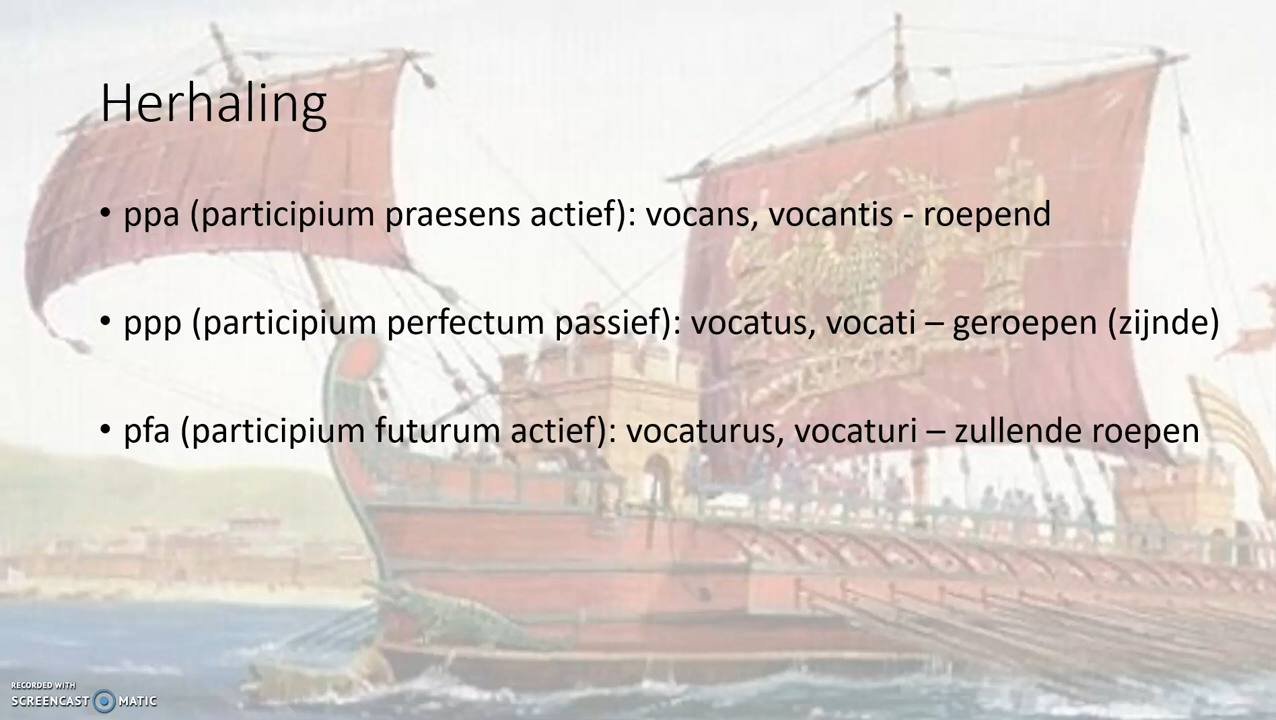 Herhaling
• ppa (participium praesens actief): vocans, vocantis - roepend
• ppp (participium perfectum passief): vocatus, vocati – geroepen (zijnde)
• pfa (participium futurum actief): vocaturus, vocaturi – zullende roepen
RECORDED WITH
SCREENCAST MATIC